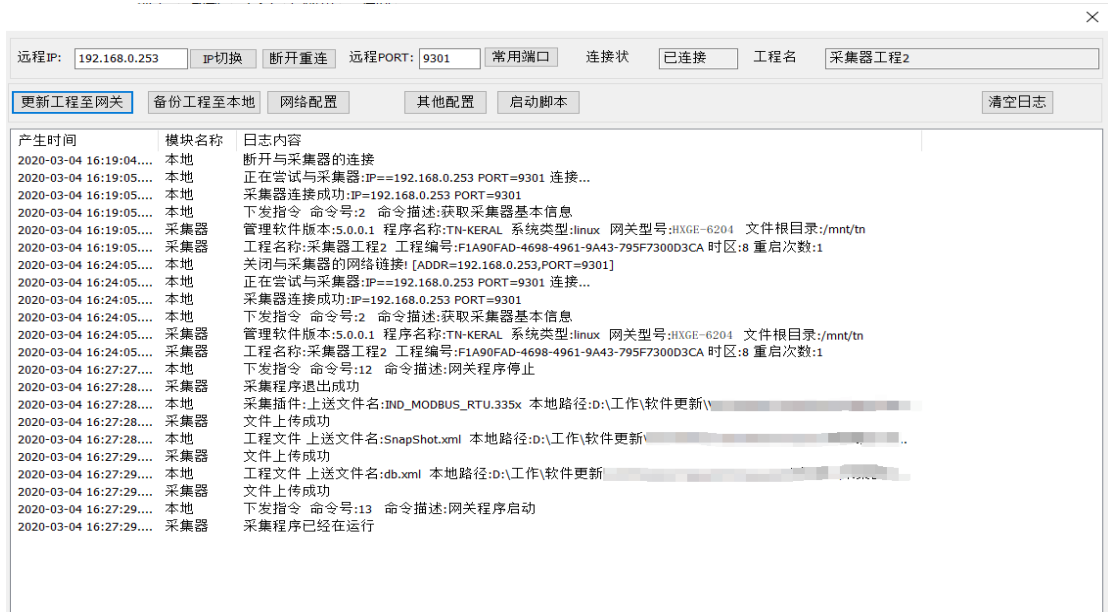 远程IP: 192.168.0.253 IP切换 断开重连 远程PORT: 9301 常用端口 连接状 已连接 工程名 采集器工程2
更新工程至网关 备份工程至本地 网络配置 其他配置 启动脚本 清空日志
产生时间 模块名称 日志内容
2020-03-04 16:19:04.... 本地 断开与采集器的连接
2020-03-04 16:19:05.... 本地 正在尝试与采集器:IP==192.168.0.253 PORT=9301 连接...
2020-03-04 16:19:05.... 本地 采集器连接成功:IP=192.168.0.253 PORT=9301
2020-03-04 16:19:05.... 本地 下发指令 命令号:2 命令描述:获取采集器基本信息
2020-03-04 16:19:05.... 采集器 管理软件版本:5.0.0.1 程序名称:TN-KERAL 系统类型:linux 网关型号:HXGE-6204 文件根目录:/mnt/tn
2020-03-04 16:19:05.... 采集器 工程名称:采集器工程2 工程编号:F1A90FAD-4698-4961-9A43-795F7300D3CA 时区:8 重启次数:1
2020-03-04 16:24:05.... 本地 关闭与采集器的网络链接! [ADDR=192.168.0.253,PORT=9301]
2020-03-04 16:24:05.... 本地 正在尝试与采集器:IP==192.168.0.253 PORT=9301 连接...
2020-03-04 16:24:05.... 本地 采集器连接成功:IP=192.168.0.253 PORT=9301
2020-03-04 16:24:05.... 本地 下发指令 命令号:2 命令描述:获取采集器基本信息
2020-03-04 16:24:05.... 采集器 管理软件版本:5.0.0.1 程序名称:TN-KERAL 系统类型:linux 网关型号:HXGE-6204 文件根目录:/mnt/tn
2020-03-04 16:24:05.... 采集器 工程名称:采集器工程2 工程编号:F1A90FAD-4698-4961-9A43-795F7300D3CA 时区:8 重启次数:1
2020-03-04 16:27:27.... 本地 下发指令 命令号:12 命令描述:网关程序停止
2020-03-04 16:27:28.... 采集器 采集程序退出成功
2020-03-04 16:27:28.... 本地 采集插件:上送文件名:IND_MODBUS_RTU.335x 本地路径:D:\工作\软件更新\
2020-03-04 16:27:28.... 采集器 文件上传成功
2020-03-04 16:27:28.... 本地 工程文件 上送文件名:SnapShot.xml 本地路径:D:\工作\软件更新
2020-03-04 16:27:29.... 采集器 文件上传成功
2020-03-04 16:27:29.... 本地 工程文件 上送文件名:db.xml 本地路径:D:\工作\软件更新
2020-03-04 16:27:29.... 采集器 文件上传成功
2020-03-04 16:27:29.... 本地 下发指令 命令号:13 命令描述:网关程序启动
2020-03-04 16:27:29.... 采集器 采集程序已经在运行